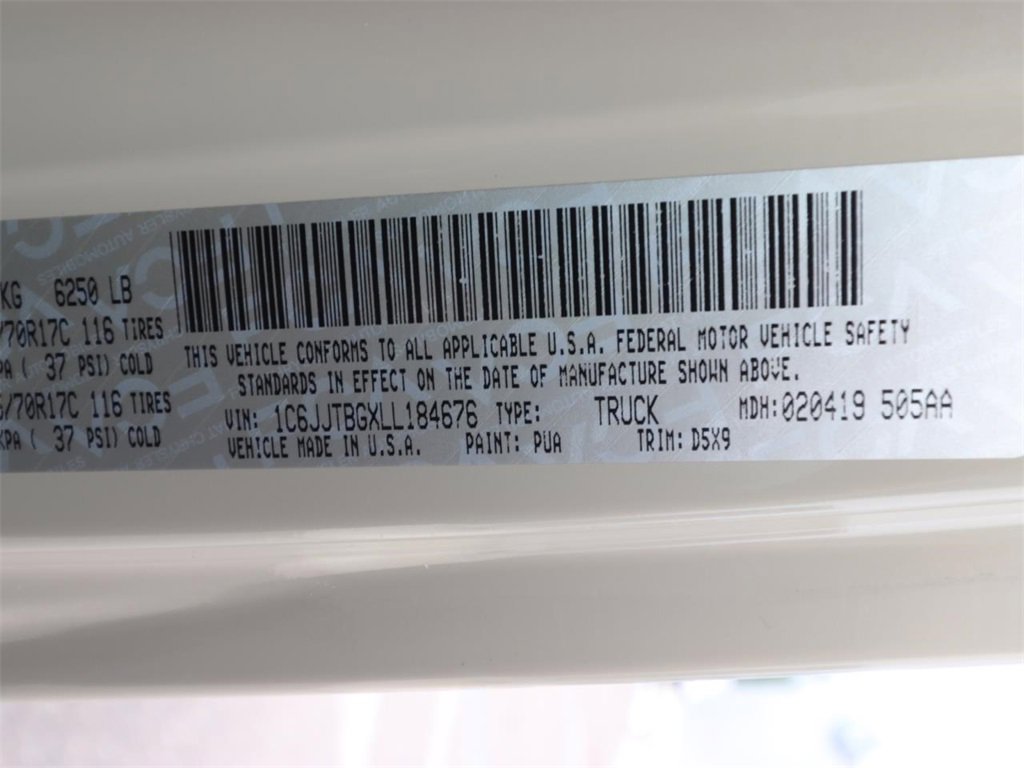 KG 6250 LB
/70R17C 116 TIRES
PA ( 37 PSI) COLD
/70R17C 116 TIRES
KPA ( 37 PSI) COLD
THIS VEHICLE CONFORMS TO ALL APPLICABLE U.S.A. FEDERAL MOTOR VEHICLE SAFETY
STANDARDS IN EFFECT ON THE DATE OF MANUFACTURE SHOWN ABOVE.
VIN: 1C6JJTBGXLL184676 TYPE: TRUCK MDH:020419 505AA
VEHICLE MADE IN U.S.A. PAINT: PUA TRIM: D5X9